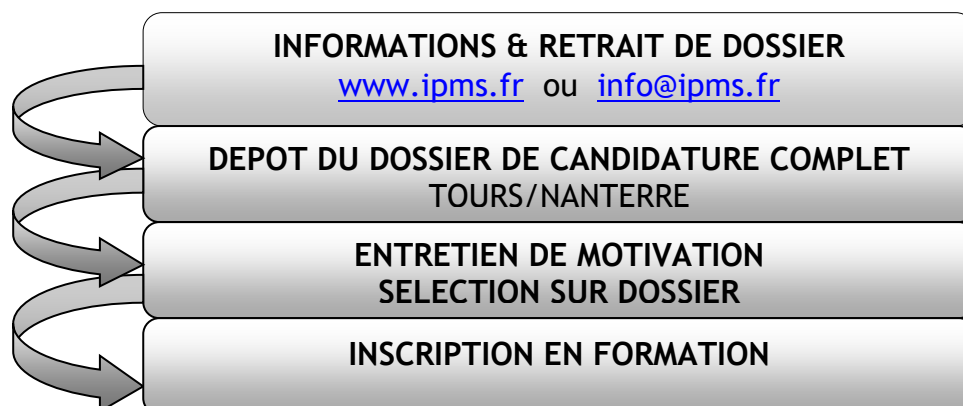 INFORMATIONS & RETRAIT DE DOSSIER
www.ipms.fr ou info@ipms.fr
DEPOT DU DOSSIER DE CANDIDATURE COMPLET
TOURS/NANTERRE
ENTRETIEN DE MOTIVATION
SELECTION SUR DOSSIER
INSCRIPTION EN FORMATION